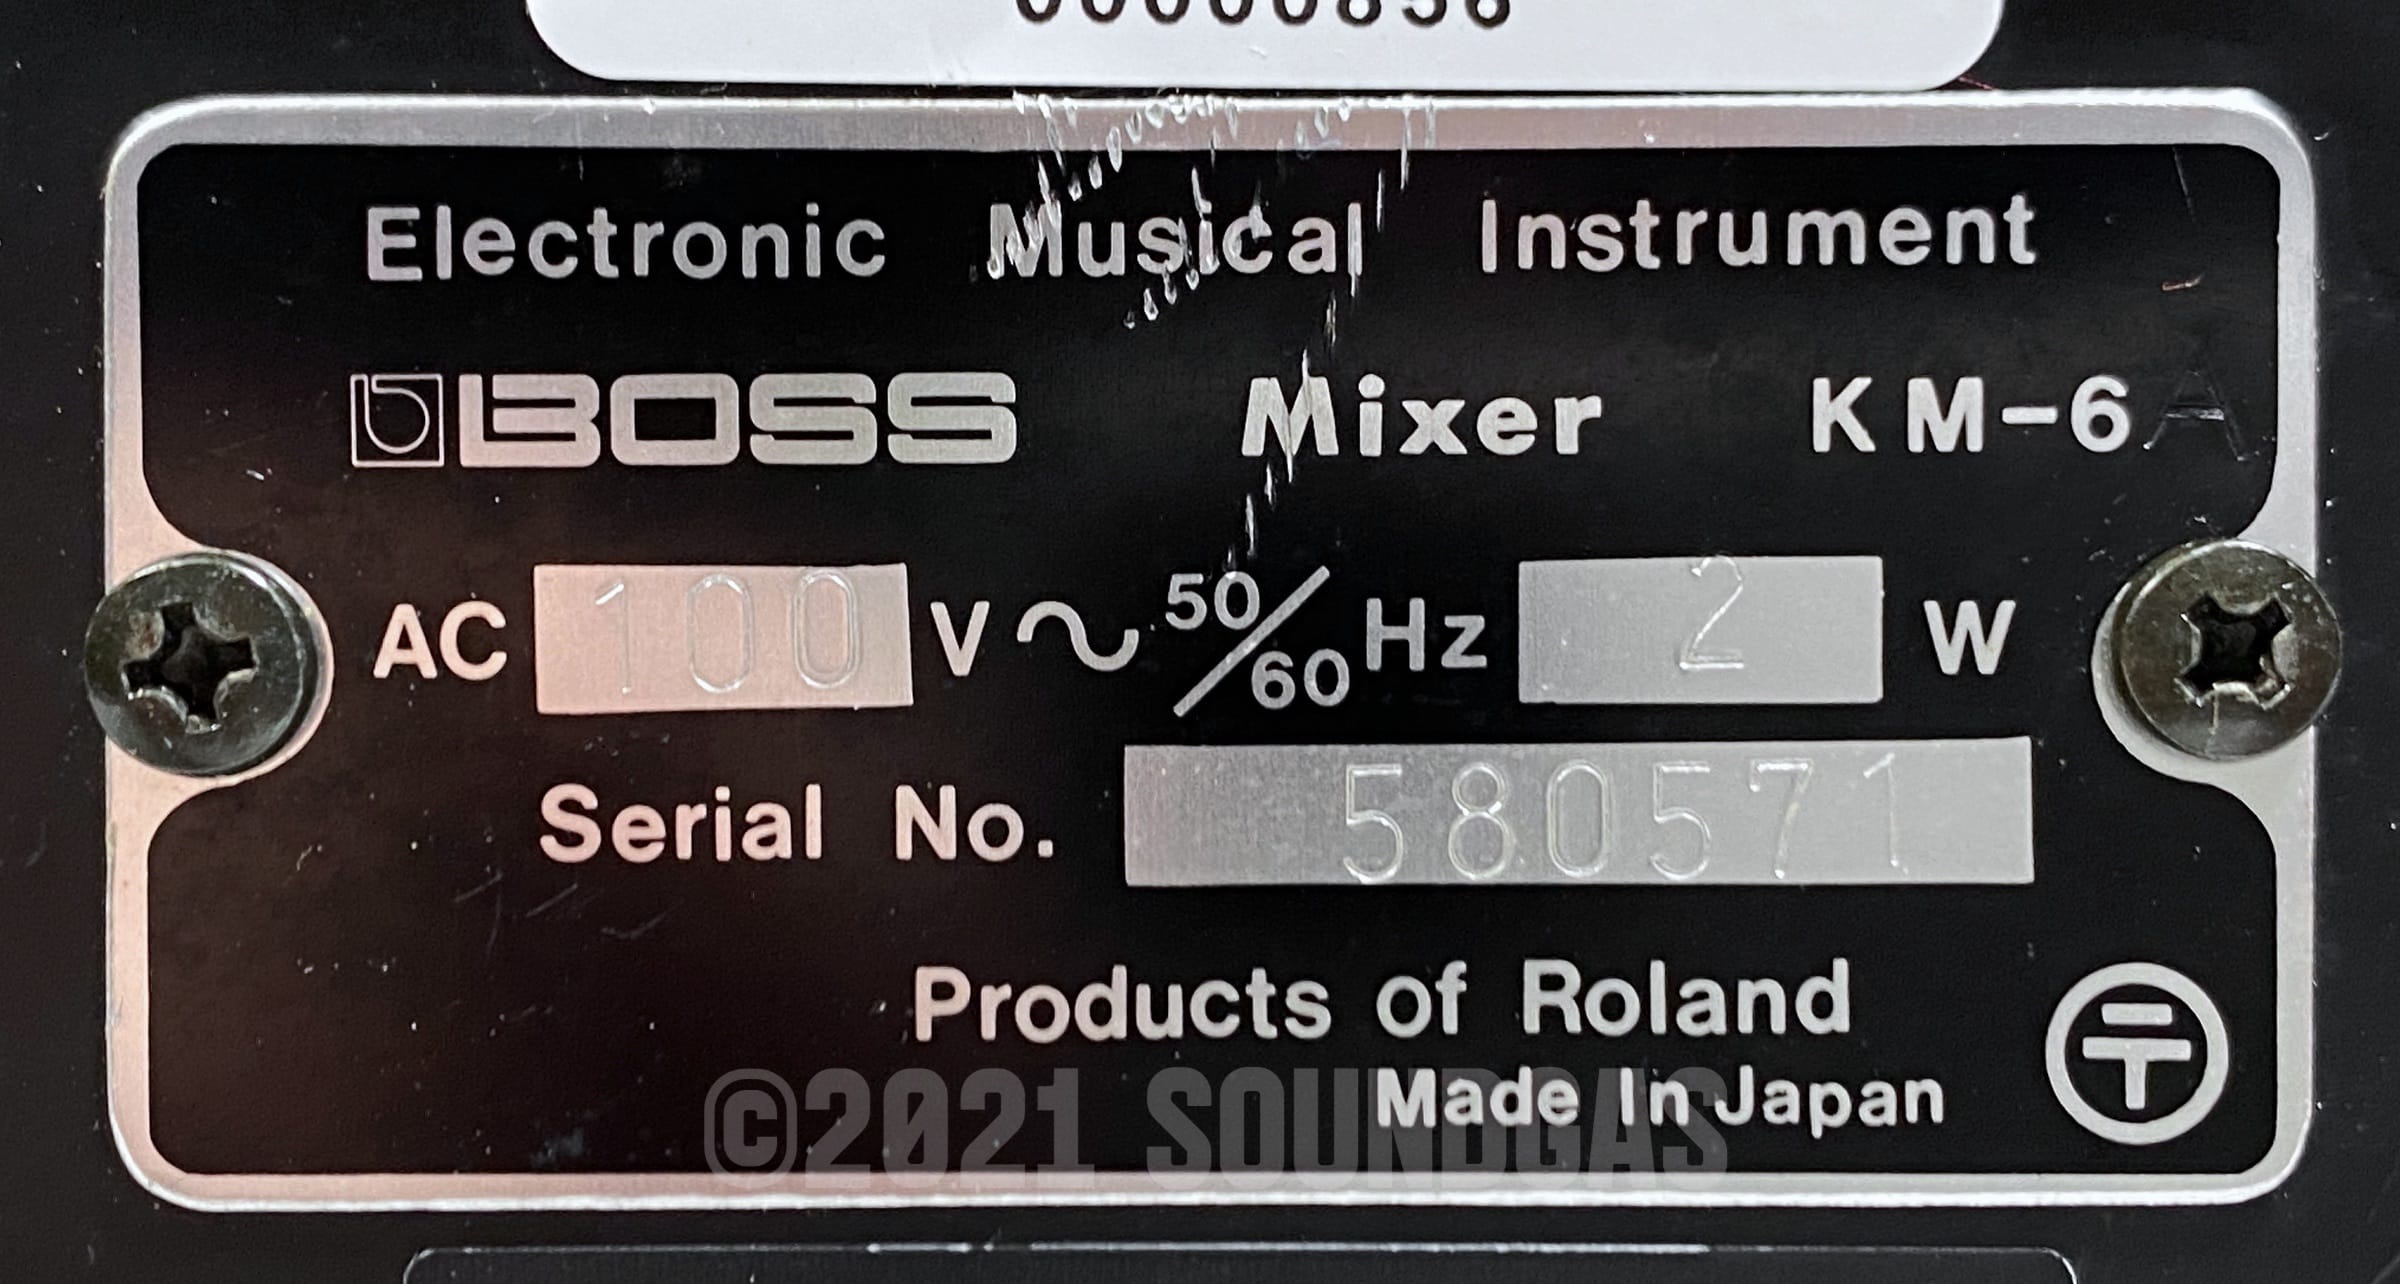 Electronic Musical Instrument
BOSS Mixer KM-6A
AC 100 V ~ 50/60 Hz 2 W
Serial No. 580571
Products of Roland
Made In Japan
〒
©2021 SOUNDGAS